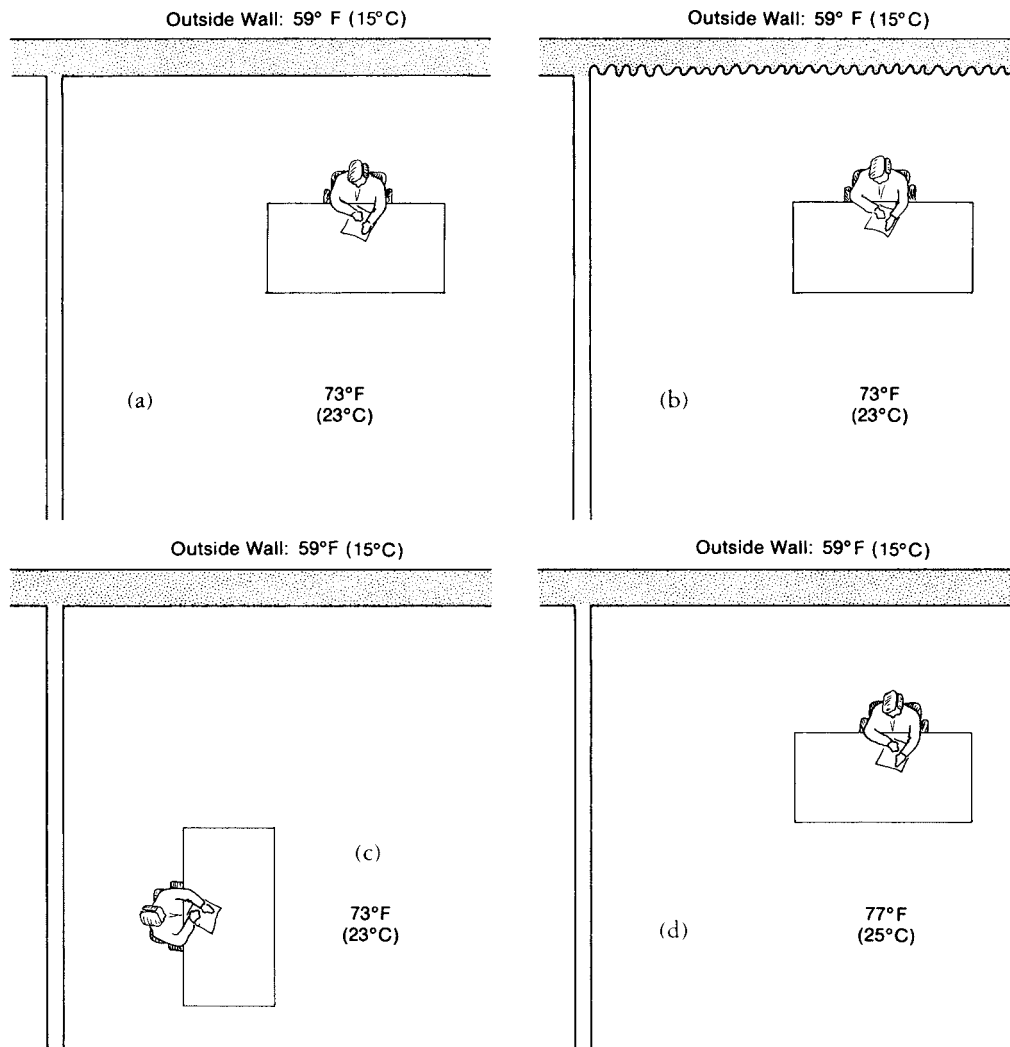 Outside Wall: 59° F (15°C)
(a)
73°F
(23°C)
Outside Wall: 59° F (15°C)
(b)
73°F
(23°C)
Outside Wall: 59°F (15°C)
(c)
73°F
(23°C)
Outside Wall: 59°F (15°C)
(d)
77°F
(25°C)